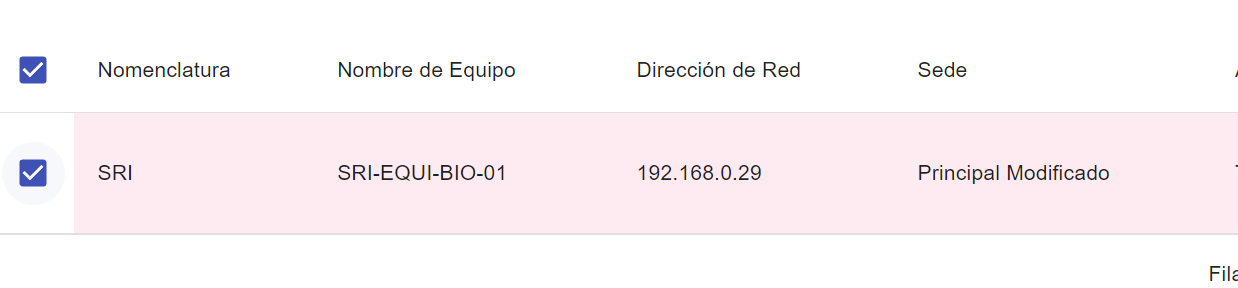 Nomenclatura Nombre de Equipo Dirección de Red Sede
SRI SRI-EQUI-BIO-01 192.168.0.29 Principal Modificado